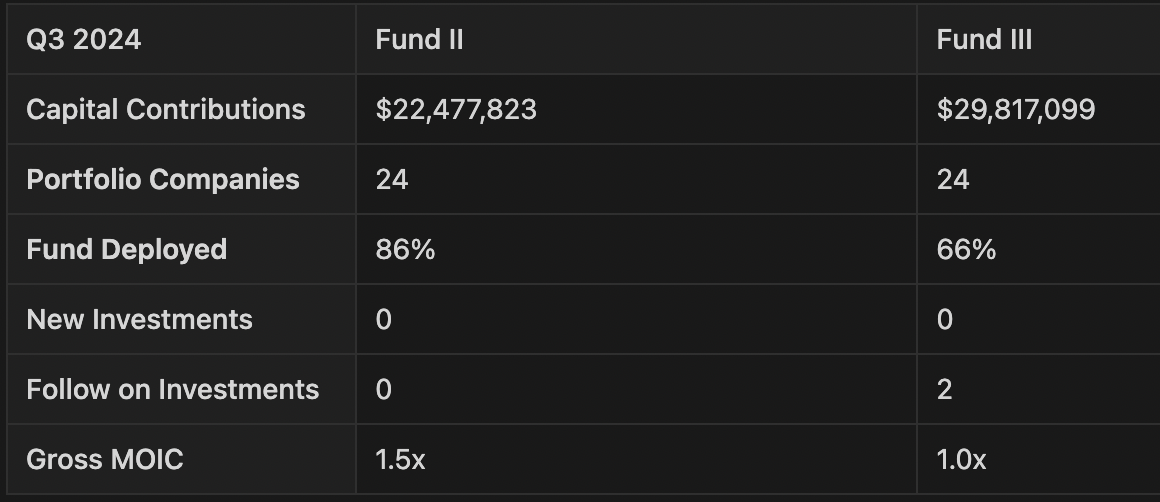 Q3 2024 Fund II Fund III
Capital Contributions $22,477,823 $29,817,099
Portfolio Companies 24 24
Fund Deployed 86% 66%
New Investments 0 0
Follow on Investments 0 2
Gross MOIC 1.5x 1.0x